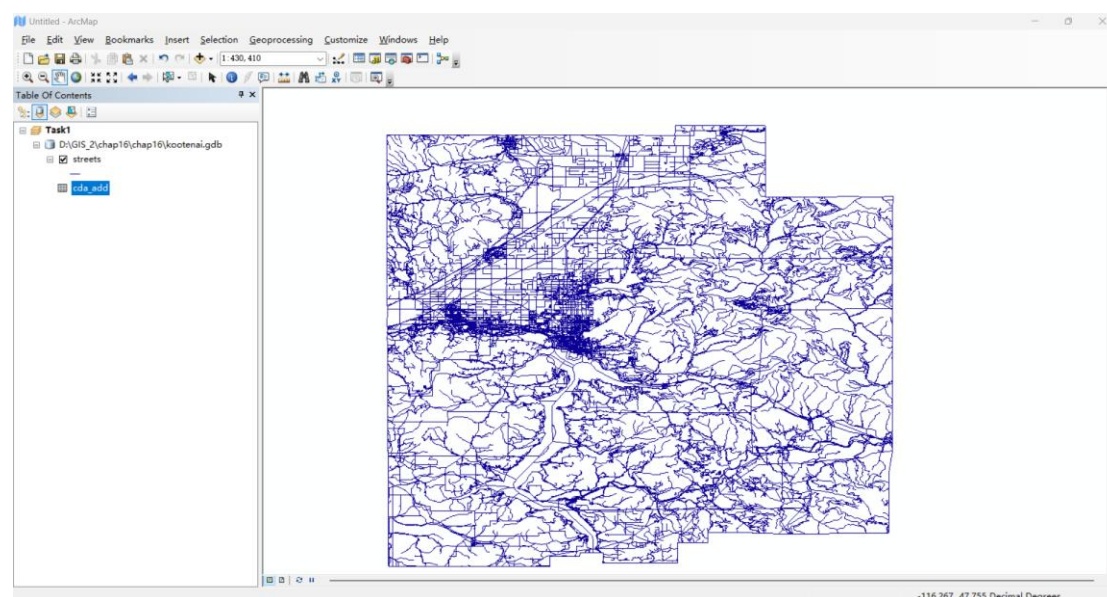 Untitled - ArcMap
File Edit View Bookmarks Insert Selection Geoprocessing Customize Windows Help
1:430,410
Table Of Contents
Task1
D:\GIS_2\chap16\chap16\kootenai.gdb
streets
cda_add
-116.267 47.755 Decimal Degrees